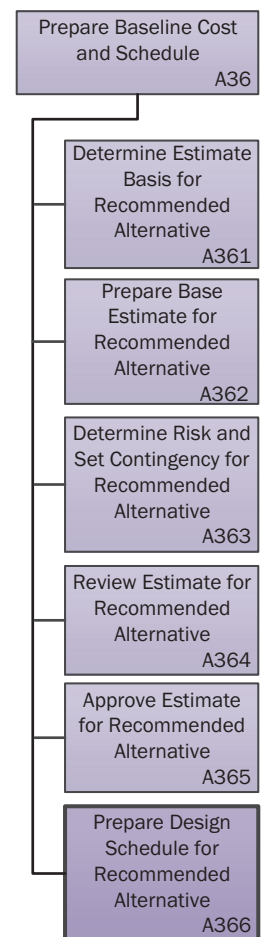 Prepare Baseline Cost
and Schedule
A36
Determine Estimate
Basis for
Recommended
Alternative
A361
Prepare Base
Estimate for
Recommended
Alternative
A362
Determine Risk and
Set Contingency for
Recommended
Alternative
A363
Review Estimate for
Recommended
Alternative
A364
Approve Estimate
for Recommended
Alternative
A365
Prepare Design
Schedule for
Recommended
Alternative
A366